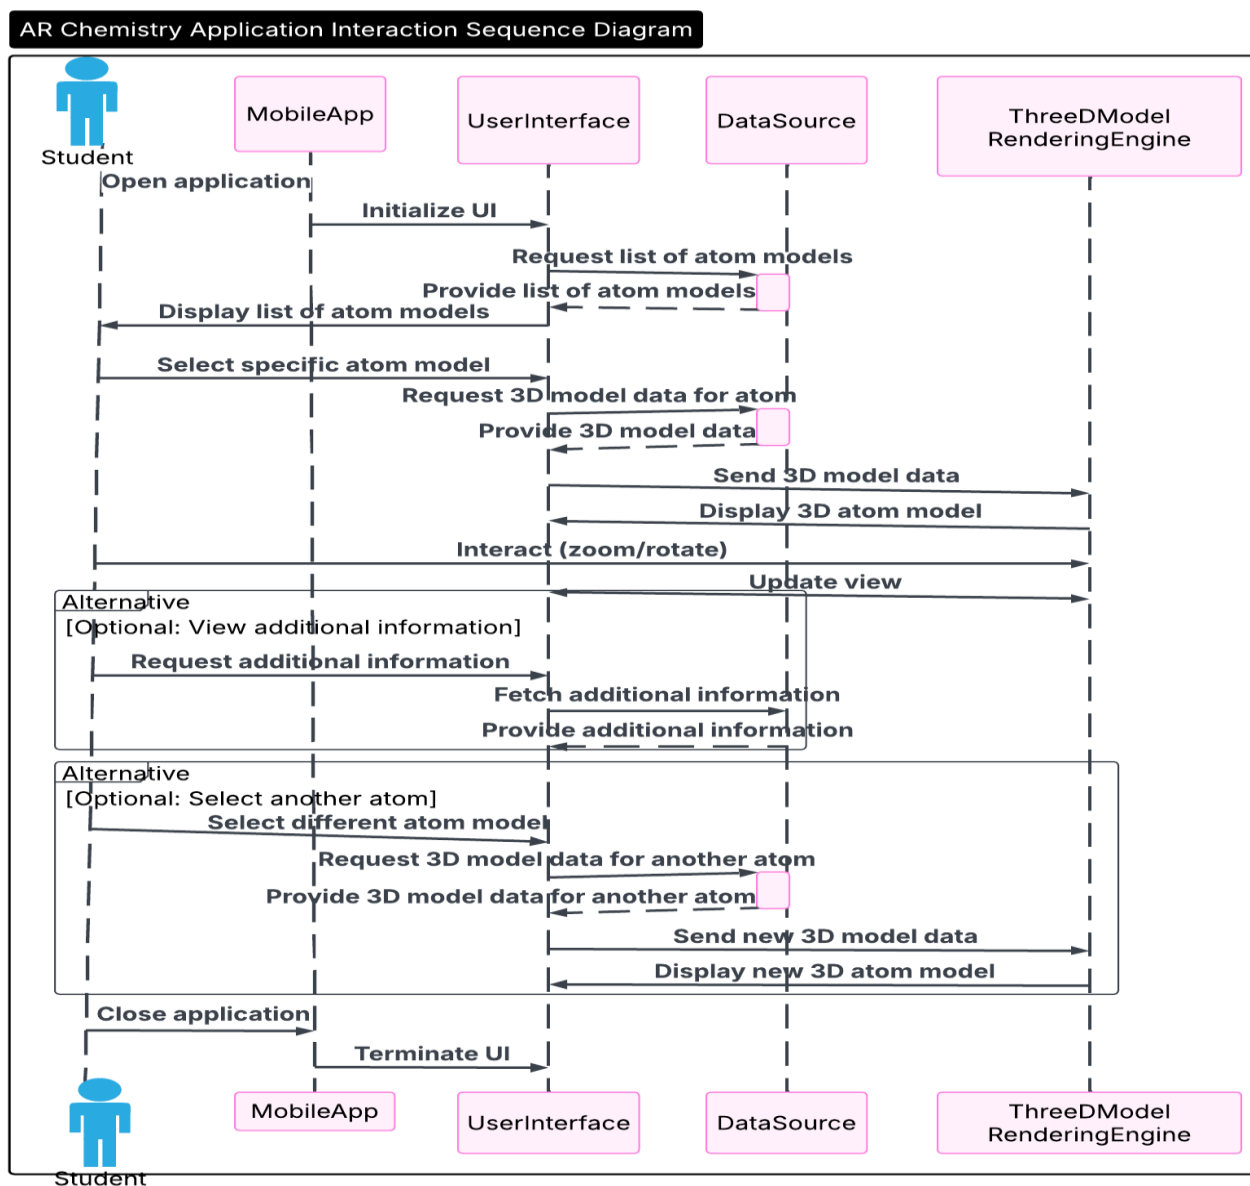 AR Chemistry Application Interaction Sequence Diagram
Student
MobileApp
UserInterface
DataSource
ThreeDModel
RenderingEngine
Open application
Initialize UI
Request list of atom models
Provide list of atom models
Display list of atom models
Select specific atom model
Request 3D model data for atom
Provide 3D model data
Send 3D model data
Display 3D atom model
Interact (zoom/rotate)
Update view
Alternative
[Optional: View additional information]
Request additional information
Fetch additional information
Provide additional information
Alternative
[Optional: Select another atom]
Select different atom model
Request 3D model data for another atom
Provide 3D model data for another atom
Send new 3D model data
Display new 3D atom model
Close application
Terminate UI
MobileApp
UserInterface
DataSource
ThreeDModel
RenderingEngine
Student